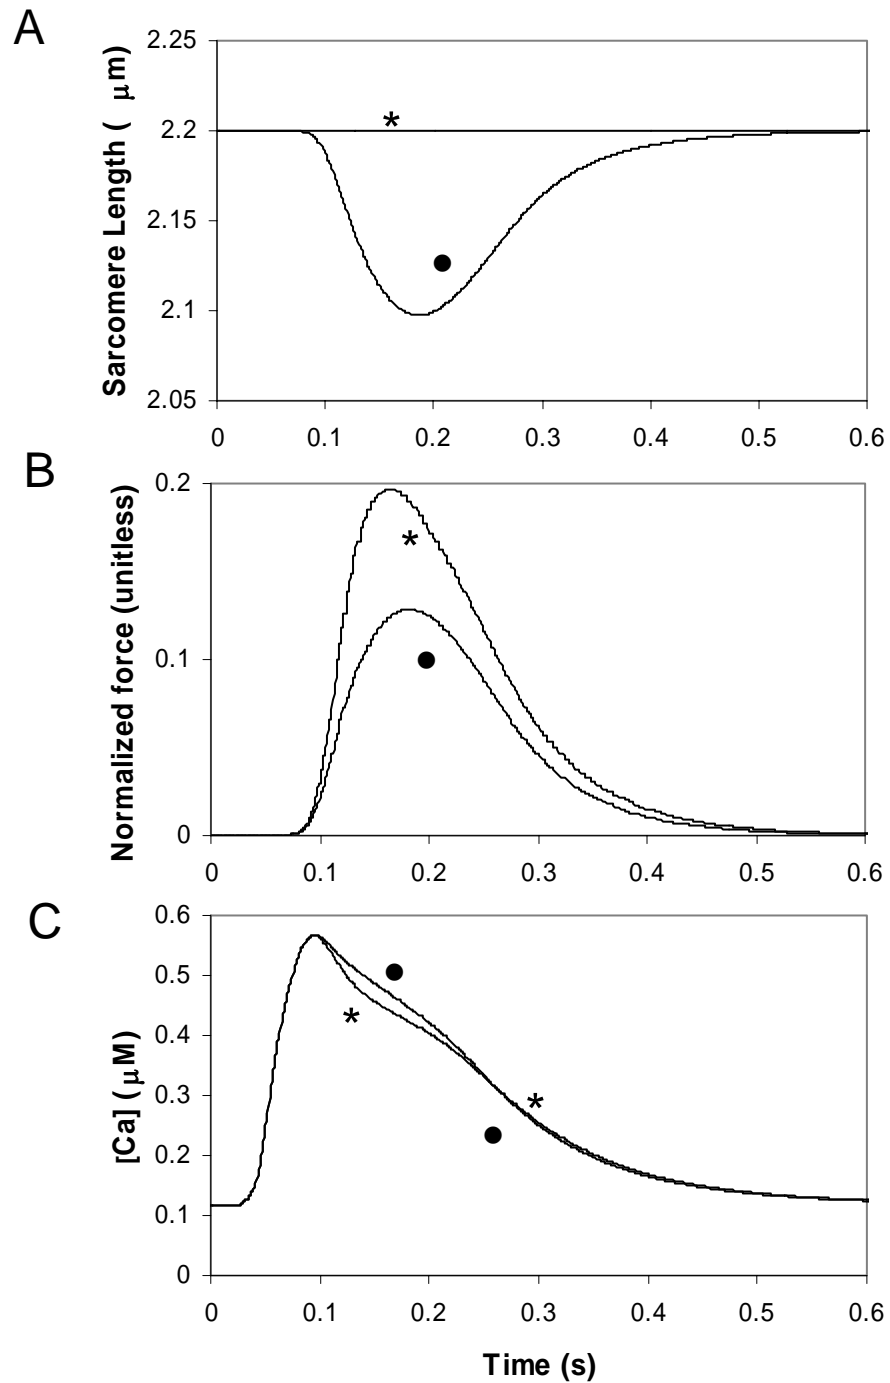 A
Sarcomere Length ( μm)
2.25
2.2
2.15
2.1
2.05
*
●
0 0.1 0.2 0.3 0.4 0.5 0.6
B
Normalized force (unitless)
0.2
0.1
0
*
●
0 0.1 0.2 0.3 0.4 0.5 0.6
C
[Ca] (μM)
0.6
0.5
0.4
0.3
0.2
0.1
0
●
*
*
●
0 0.1 0.2 0.3 0.4 0.5 0.6
Time (s)